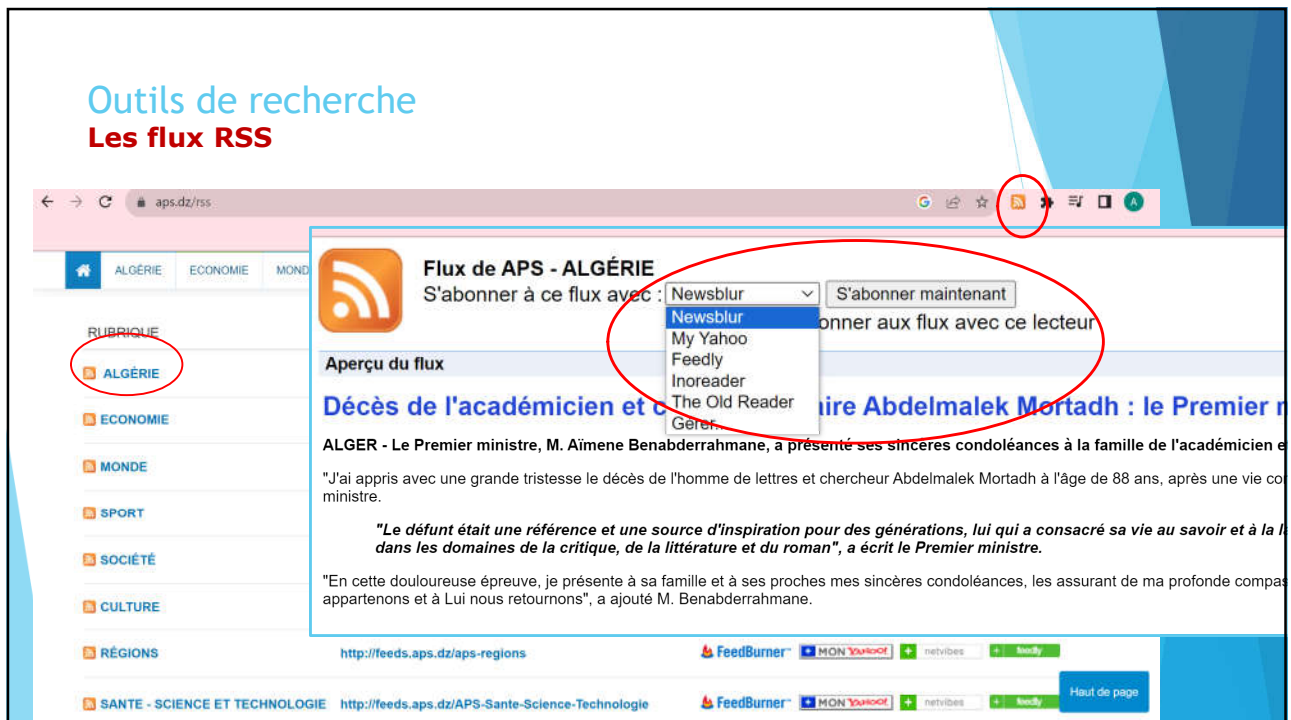 Outils de recherche
Les flux RSS
aps.dz/rss
ALGÉRIE ECONOMIE MOND
RUBRIQUE
ALGÉRIE
ECONOMIE
MONDE
SPORT
SOCIÉTÉ
CULTURE
Flux de APS - ALGÉRIE
S'abonner à ce flux avec : Newsblur S'abonner maintenant
Newsblur
onner aux flux avec ce lecteur
My Yahoo
Feedly
Inoreader
The Old Reader
Gérer...
Aperçu du flux
Décès de l'académicien et c ire Abdelmalek Mortadh : le Premier
ALGER - Le Premier ministre, M. Aïmene Benabderrahmane, a présenté ses sincères condoléances à la famille de l'académicien e
"J'ai appris avec une grande tristesse le décès de l'homme de lettres et chercheur Abdelmalek Mortadh à l'âge de 88 ans, après une vie co
ministre.
"Le défunt était une référence et une source d'inspiration pour des générations, lui qui a consacré sa vie au savoir et à la l
dans les domaines de la critique, de la littérature et du roman", a écrit le Premier ministre.
"En cette douloureuse épreuve, je présente à sa famille et à ses proches mes sincères condoléances, les assurant de ma profonde compas
appartenons et à Lui nous retournons", a ajouté M. Benabderrahmane.
RÉGIONS http://feeds.aps.dz/aps-regions FeedBurner MON YAHOO! netvibes feedly
SANTE - SCIENCE ET TECHNOLOGIE http://feeds.aps.dz/APS-Sante-Science-Technologie FeedBurner MON YAHOO! netvibes feedly
Haut de page